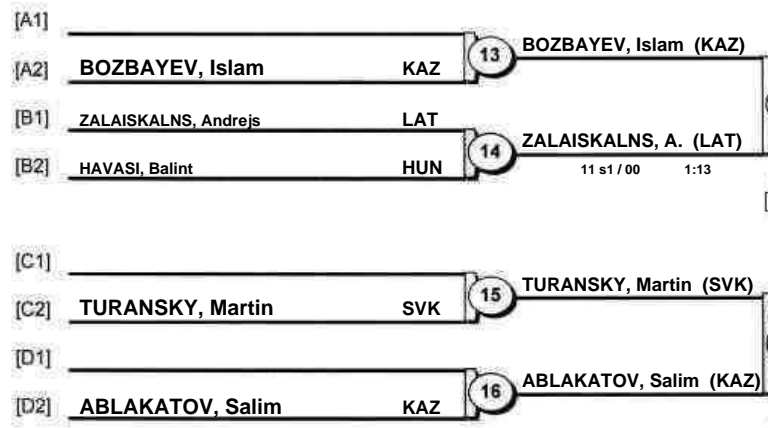 [A1]
13
BOZBAYEV, Islam (KAZ)
[A2] BOZBAYEV, Islam KAZ
[B1] ZALAISKALNS, Andrejs LAT
14
ZALAISKALNS, A. (LAT)
[B2] HAVASI, Balint HUN
11 s1 / 00 1:13
[C1]
15
TURANSKY, Martin (SVK)
[C2] TURANSKY, Martin SVK
[D1]
16
ABLAKATOV, Salim (KAZ)
[D2] ABLAKATOV, Salim KAZ